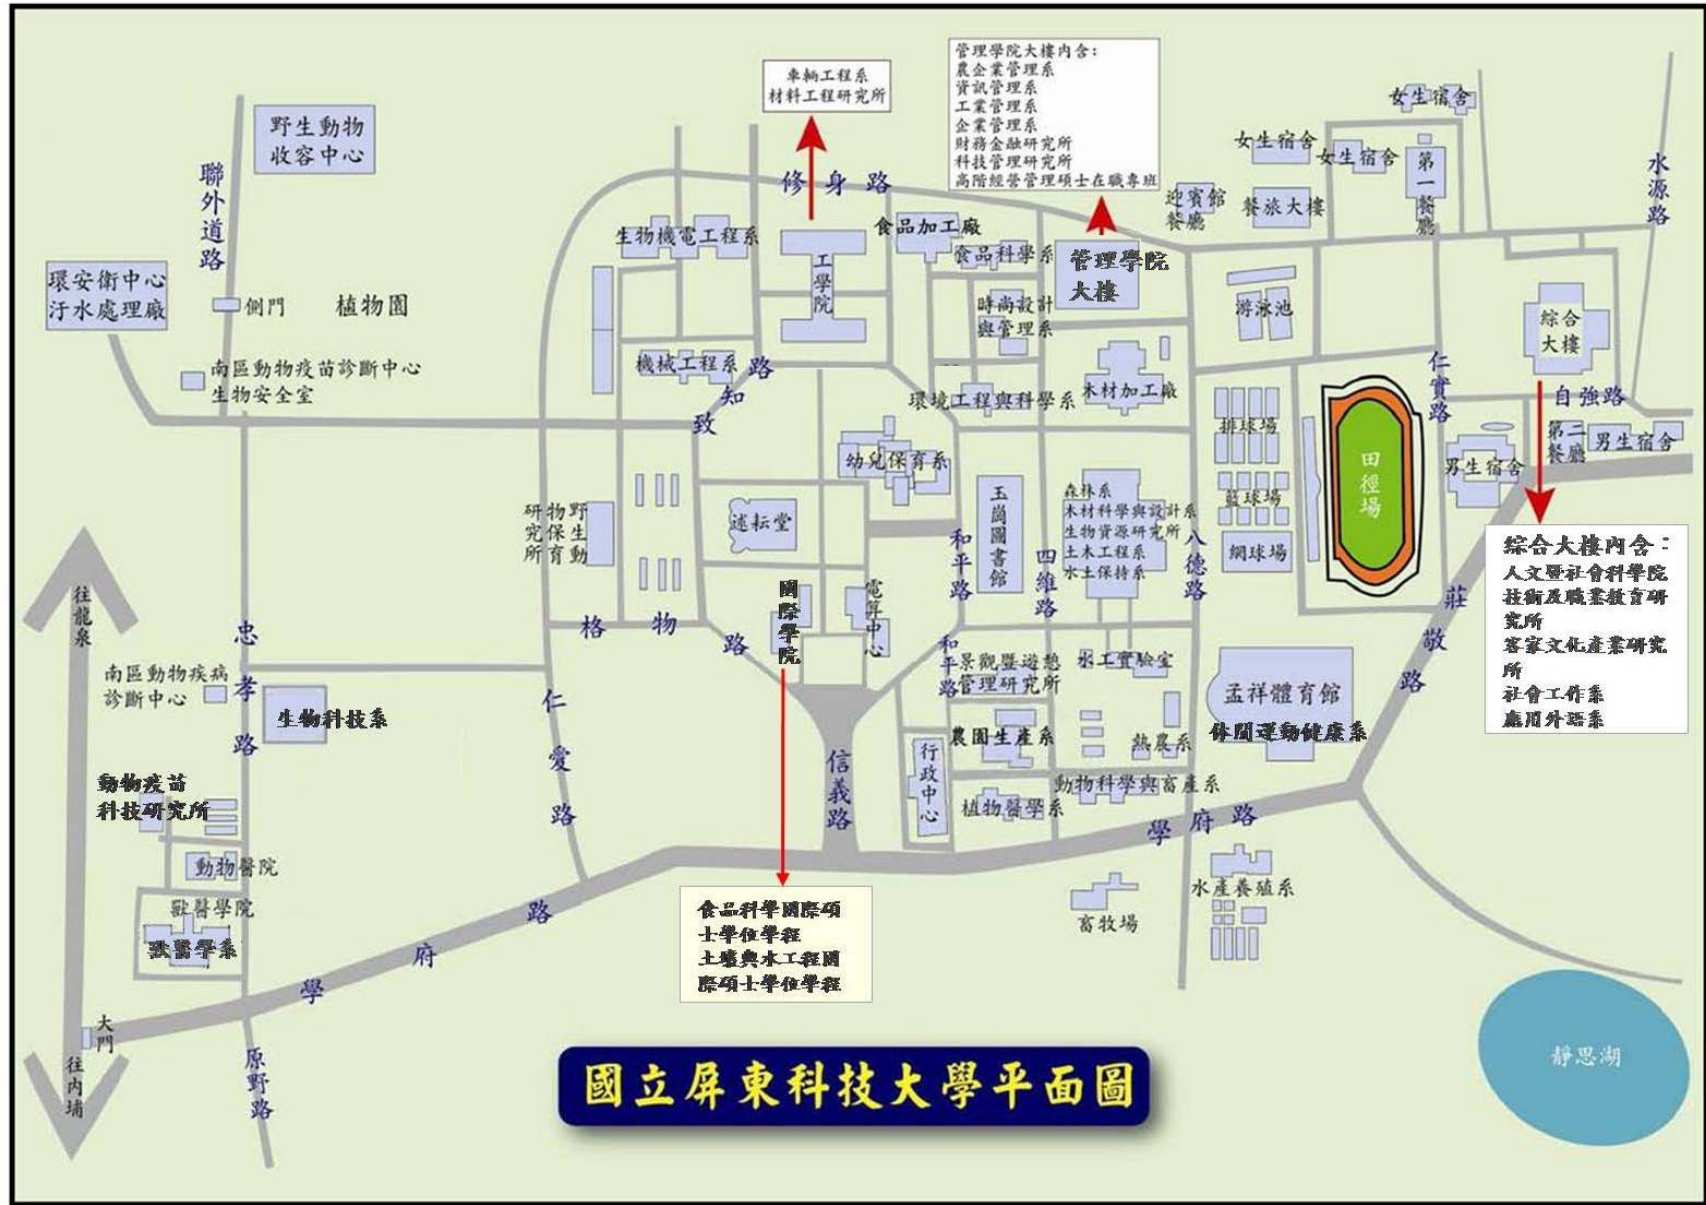 車輛工程系
材料工程研究所
管理學院大樓內含:
農企業管理系
資訊管理系
工業管理系
企業管理系
財務金融研究所
科技管理研究所
高階經營管理碩士在職專班
野生動物
收容中心
聯外道路
環安衛中心
汙水處理廠
側門
植物園
南區動物疫苗診斷中心
生物安全室
生物機電工程系
修身路
工學院
食品加工廠
食品科學系
管理學院
大樓
時尚設計
與管理系
機械工程系
致知路
環境工程與科學系
木材加工廠
迎賓館
餐廳
女生宿舍
女生宿舍
女生宿舍
餐旅大樓
第一餐廳
水源路
游泳池
綜合
大樓
仁實路
自強路
排球場
籃球場
網球場
田徑場
男生宿舍
第二餐廳
男生宿舍
幼兒保育系
述耘堂
野生動
物保育
研究所
玉崗圖書館
和平路
四維路
八德路
森林系
木材科學與設計系
生物資源研究所
土木工程系
水土保持系
莊敬路
綜合大樓內含:
人文暨社會科學院
技術及職業教育研
究所
客家文化產業研究
所
社會工作系
應用外語系
往龍泉
忠孝路
格物路
國際學院
電算中心
和平路
景觀暨遊憩
管理研究所
水工實驗室
孟祥體育館
休閒運動健康系
南區動物疾病
診斷中心
生物科技系
仁愛路
信義路
行政中心
農園生產系
熱農系
植物醫學系
動物科學與畜產系
動物疫苗
科技研究所
動物醫院
獸醫學院
獸醫學系
學府路
學府路
水產養殖系
畜牧場
食品科學國際碩
士學位學程
土壤與水工程國
際碩士學位學程
大門
往內埔
原野路
靜思湖
國立屏東科技大學平面圖